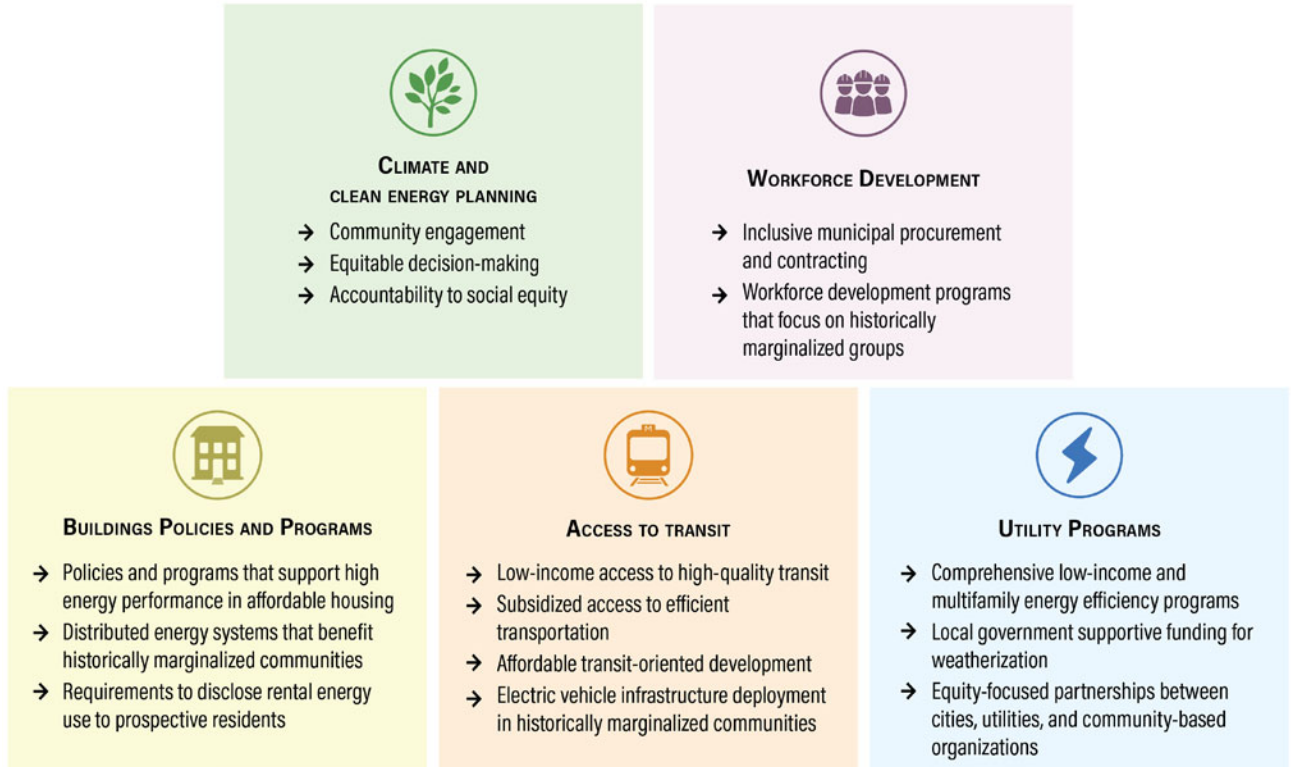 CLIMATE AND
CLEAN ENERGY PLANNING
→ Community engagement
→ Equitable decision-making
→ Accountability to social equity
WORKFORCE DEVELOPMENT
→ Inclusive municipal procurement
and contracting
→ Workforce development programs
that focus on historically
marginalized groups
BUILDINGS POLICIES AND PROGRAMS
→ Policies and programs that support high
energy performance in affordable housing
→ Distributed energy systems that benefit
historically marginalized communities
→ Requirements to disclose rental energy
use to prospective residents
M
ACCESS TO TRANSIT
→ Low-income access to high-quality transit
→ Subsidized access to efficient
transportation
→ Affordable transit-oriented development
→ Electric vehicle infrastructure deployment
in historically marginalized communities
UTILITY PROGRAMS
→ Comprehensive low-income and
multifamily energy efficiency programs
→ Local government supportive funding for
weatherization
→ Equity-focused partnerships between
cities, utilities, and community-based
organizations